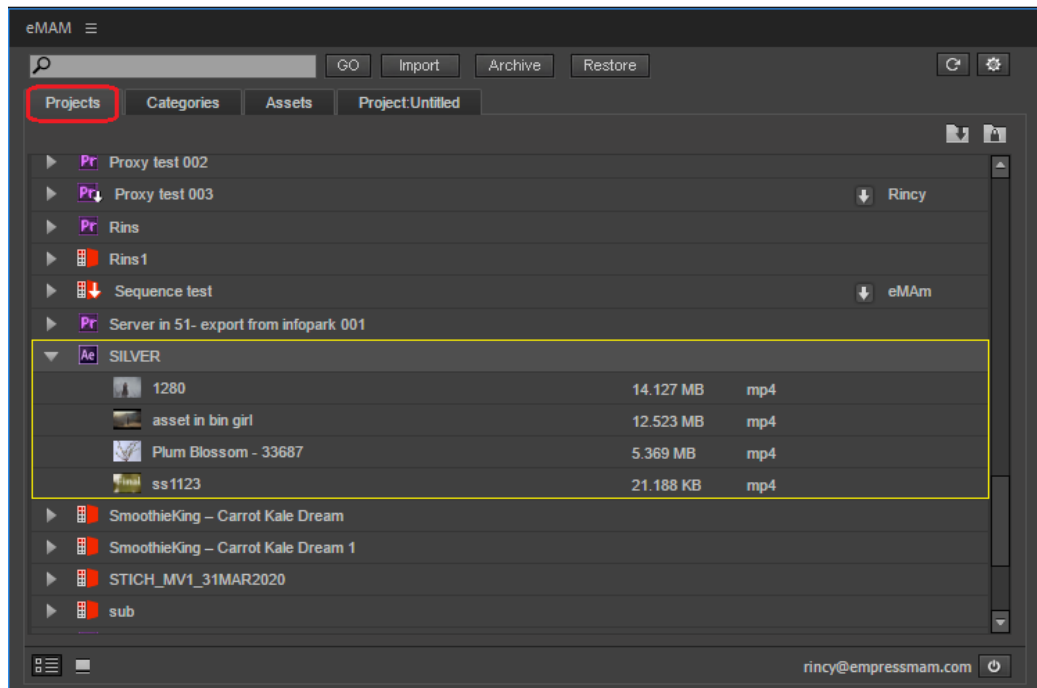 eMAM
GO Import Archive Restore
Projects Categories Assets Project:Untitled
Pr Proxy test 002
Pr Proxy test 003 Rincy
Pr Rins
Rins1
Sequence test eMAm
Pr Server in 51- export from infopark 001
Ae SILVER
1280 14.127 MB mp4
asset in bin girl 12.523 MB mp4
Plum Blossom - 33687 5.369 MB mp4
ss1123 21.188 KB mp4
SmoothieKing – Carrot Kale Dream
SmoothieKing – Carrot Kale Dream 1
STICH_MV1_31MAR2020
sub
rincy@empressmam.com